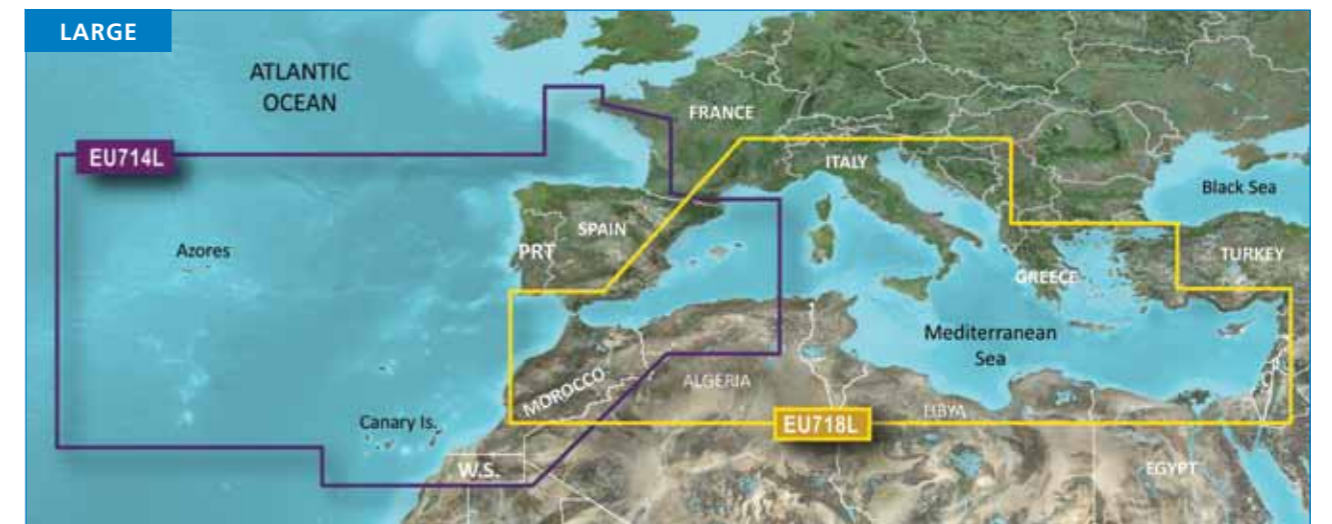 LARGE
ATLANTIC
OCEAN
FRANCE
EU714L
ITALY
Black Sea
SPAIN
Azores
PRT
TURKEY
GREECE
Mediterranean
Sea
MOROCCO
ALGERIA
LIBYA
Canary Is.
EU718L
W.S.
EGYPT